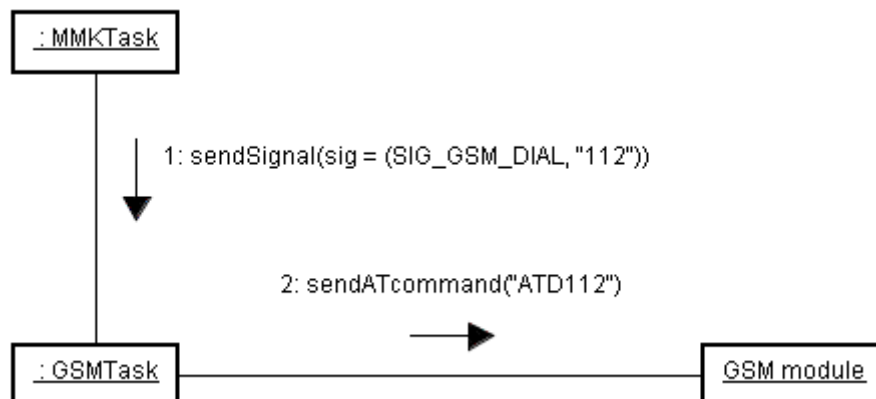 : MMKTask
1: sendSignal(sig = (SIG_GSM_DIAL, "112"))
2: sendATcommand("ATD112")
: GSMTask
GSM module